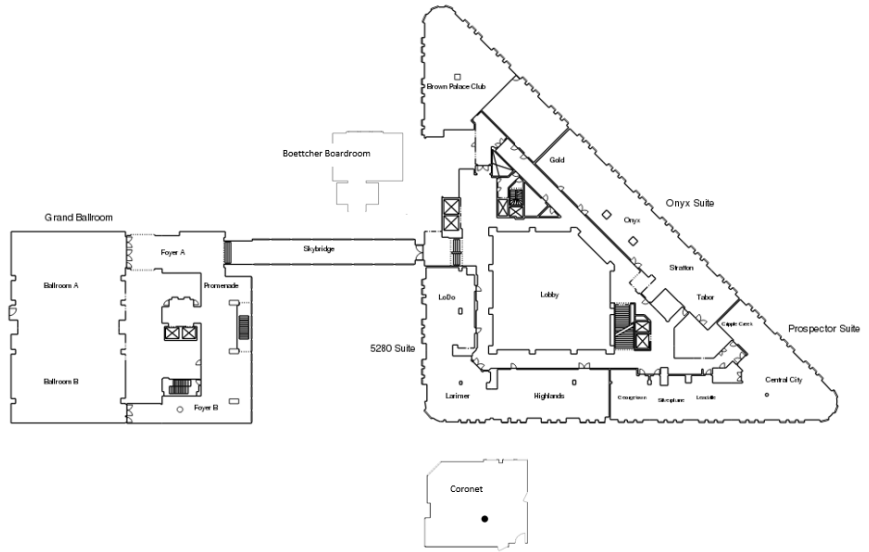 Brown Palace Club
Boettcher Boardroom
Gold
Onyx Suite
Grand Ballroom
Onyx
Foyer A
Skybridge
Stratton
Ballroom A
Promenade
LoDo
Lobby
Tabor
Cripple Creek
Prospector Suite
5280 Suite
Ballroom B
Central City
Foyer B
Larimer
Highlands
Georgetown
Silverplume
Leadville
Coronet